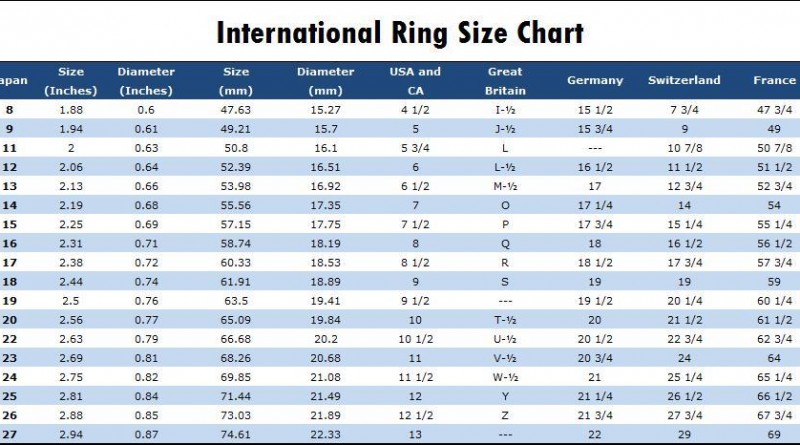 International Ring Size Chart
apan Size (Inches) Diameter (Inches) Size (mm) Diameter (mm) USA and CA Great Britain Germany Switzerland France
8 1.88 0.6 47.63 15.27 4 1/2 I-½ 15 1/2 7 3/4 47 3/4
9 1.94 0.61 49.21 15.7 5 J-½ 15 3/4 9 49
11 2 0.63 50.8 16.1 5 3/4 L --- 10 7/8 50 7/8
12 2.06 0.64 52.39 16.51 6 L-½ 16 1/2 11 1/2 51 1/2
13 2.13 0.66 53.98 16.92 6 1/2 M-½ 17 12 3/4 52 3/4
14 2.19 0.68 55.56 17.35 7 O 17 1/4 14 54
15 2.25 0.69 57.15 17.75 7 1/2 P 17 3/4 15 1/4 55 1/4
16 2.31 0.71 58.74 18.19 8 Q 18 16 1/2 56 1/2
17 2.38 0.72 60.33 18.53 8 1/2 R 18 1/2 17 3/4 57 3/4
18 2.44 0.74 61.91 18.89 9 S 19 19 59
19 2.5 0.76 63.5 19.41 9 1/2 --- 19 1/2 20 1/4 60 1/4
20 2.56 0.77 65.09 19.84 10 T-½ 20 21 1/2 61 1/2
22 2.63 0.79 66.68 20.2 10 1/2 U-½ 20 1/2 22 3/4 62 3/4
23 2.69 0.81 68.26 20.68 11 V-½ 20 3/4 24 64
24 2.75 0.82 69.85 21.08 11 1/2 W-½ 21 25 1/4 65 1/4
25 2.81 0.84 71.44 21.49 12 Y 21 1/4 26 1/2 66 1/2
26 2.88 0.85 73.03 21.89 12 1/2 Z 21 3/4 27 3/4 67 3/4
27 2.94 0.87 74.61 22.33 13 --- 22 29 69